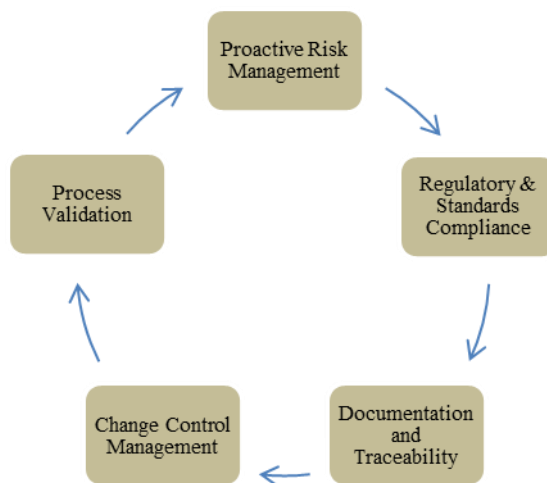 Proactive Risk
Management
Regulatory &
Standards
Compliance
Documentation
and
Traceability
Change Control
Management
Process
Validation